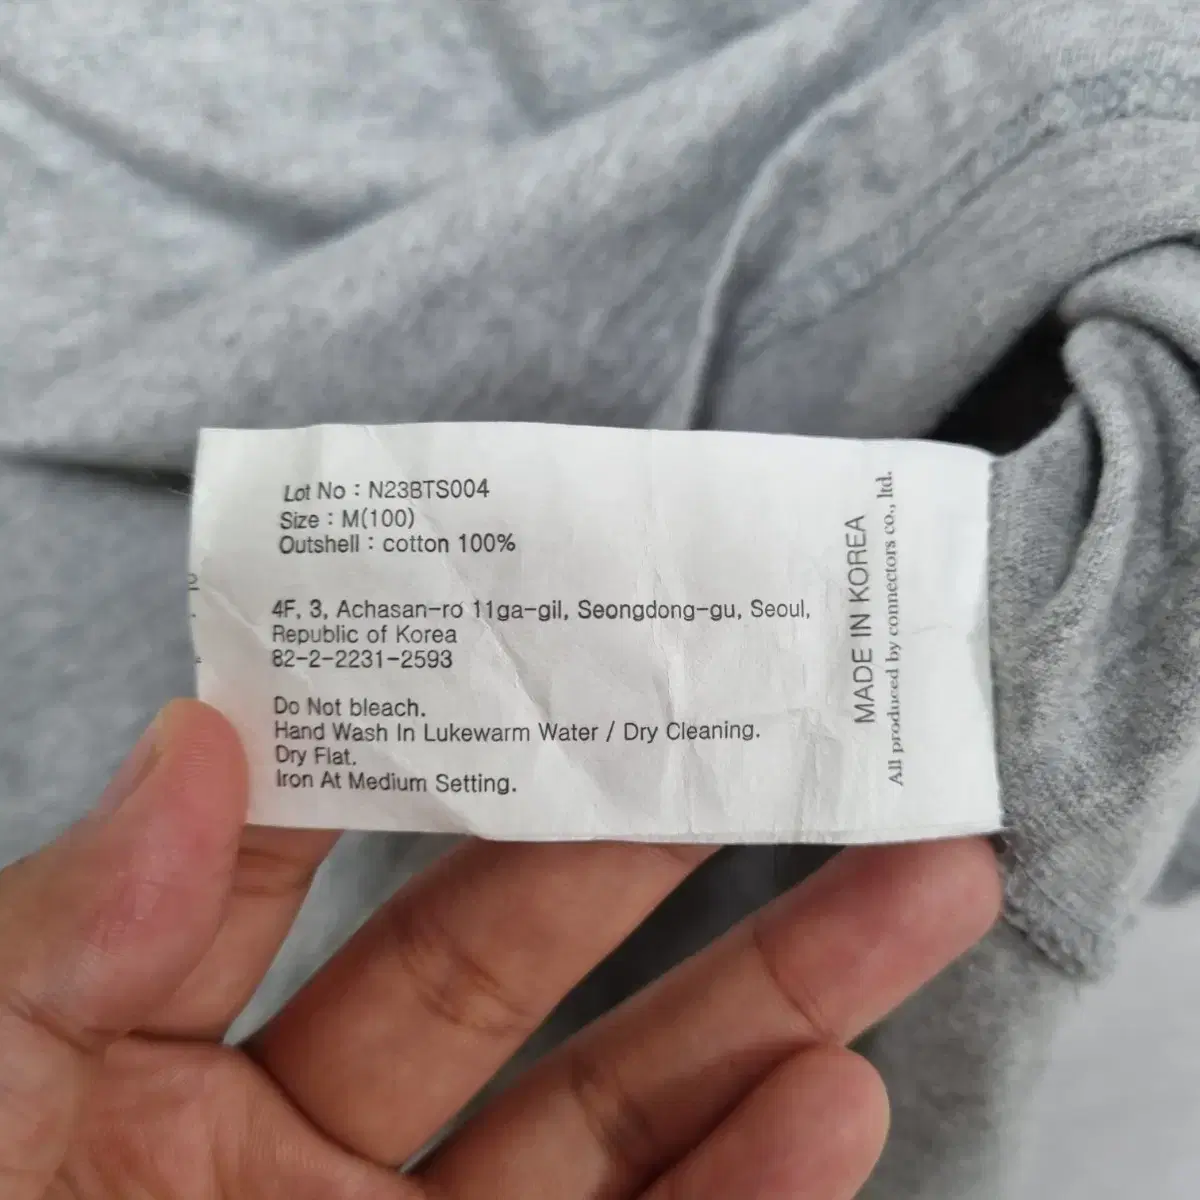 Lot No : N23BTS004
Size : M(100)
Outshell : cotton 100%
4F, 3, Achasan-ro 11ga-gil, Seongdong-gu, Seoul,
Republic of Korea
82-2-2231-2593
Do Not bleach.
Hand Wash In Lukewarm Water / Dry Cleaning.
Dry Flat.
Iron At Medium Setting.
MADE IN KOREA
All produced by connectors co., ltd.